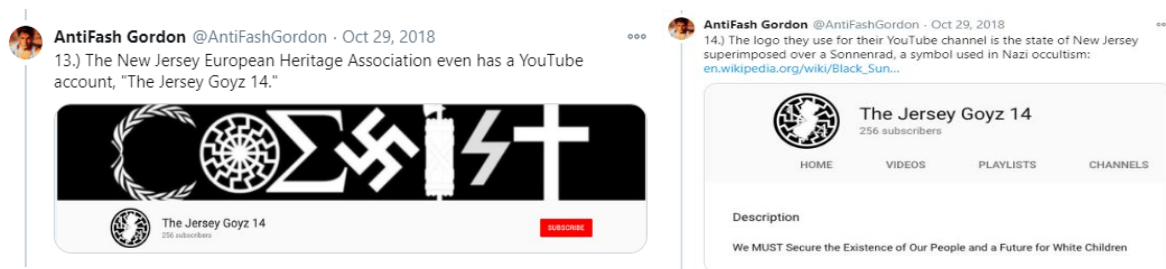 AntiFash Gordon @AntiFashGordon · Oct 29, 2018
13.) The New Jersey European Heritage Association even has a YouTube
account, "The Jersey Goyz 14."
The Jersey Goyz 14
256 subscribers
SUBSCRIBE
AntiFash Gordon @AntiFashGordon · Oct 29, 2018
14.) The logo they use for their YouTube channel is the state of New Jersey
superimposed over a Sonnenrad, a symbol used in Nazi occultism:
en.wikipedia.org/wiki/Black_Sun...
The Jersey Goyz 14
256 subscribers
HOME VIDEOS PLAYLISTS CHANNELS
Description
We MUST Secure the Existence of Our People and a Future for White Children